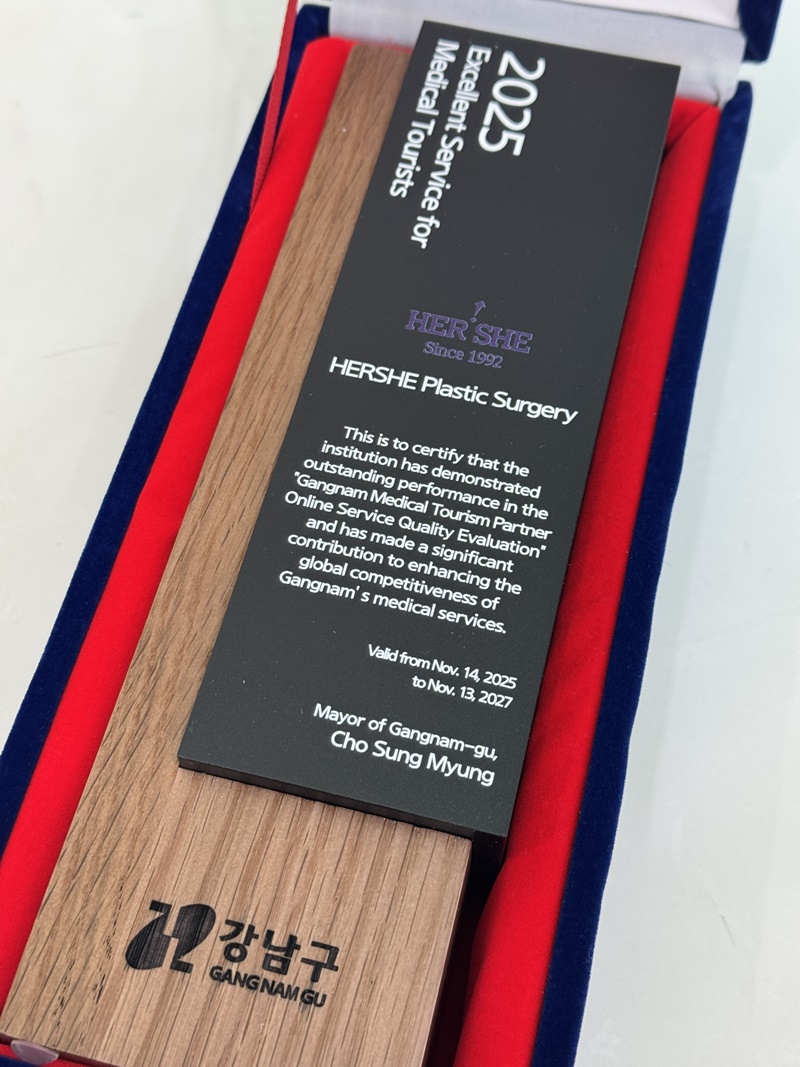 2025
Excellent Service for
Medical Tourists
HER SHE
Since 1992
HERSHE Plastic Surgery
This is to certify that the
institution has demonstrated
outstanding performance in the
"Gangnam Medical Tourism Partner
Online Service Quality Evaluation"
and has made a significant
contribution to enhancing the
global competitiveness of
Gangnam's medical services.
Valid from Nov. 14, 2025
to Nov. 13, 2027
Mayor of Gangnam-gu,
Cho Sung Myung
강남구
GANGNAM GU